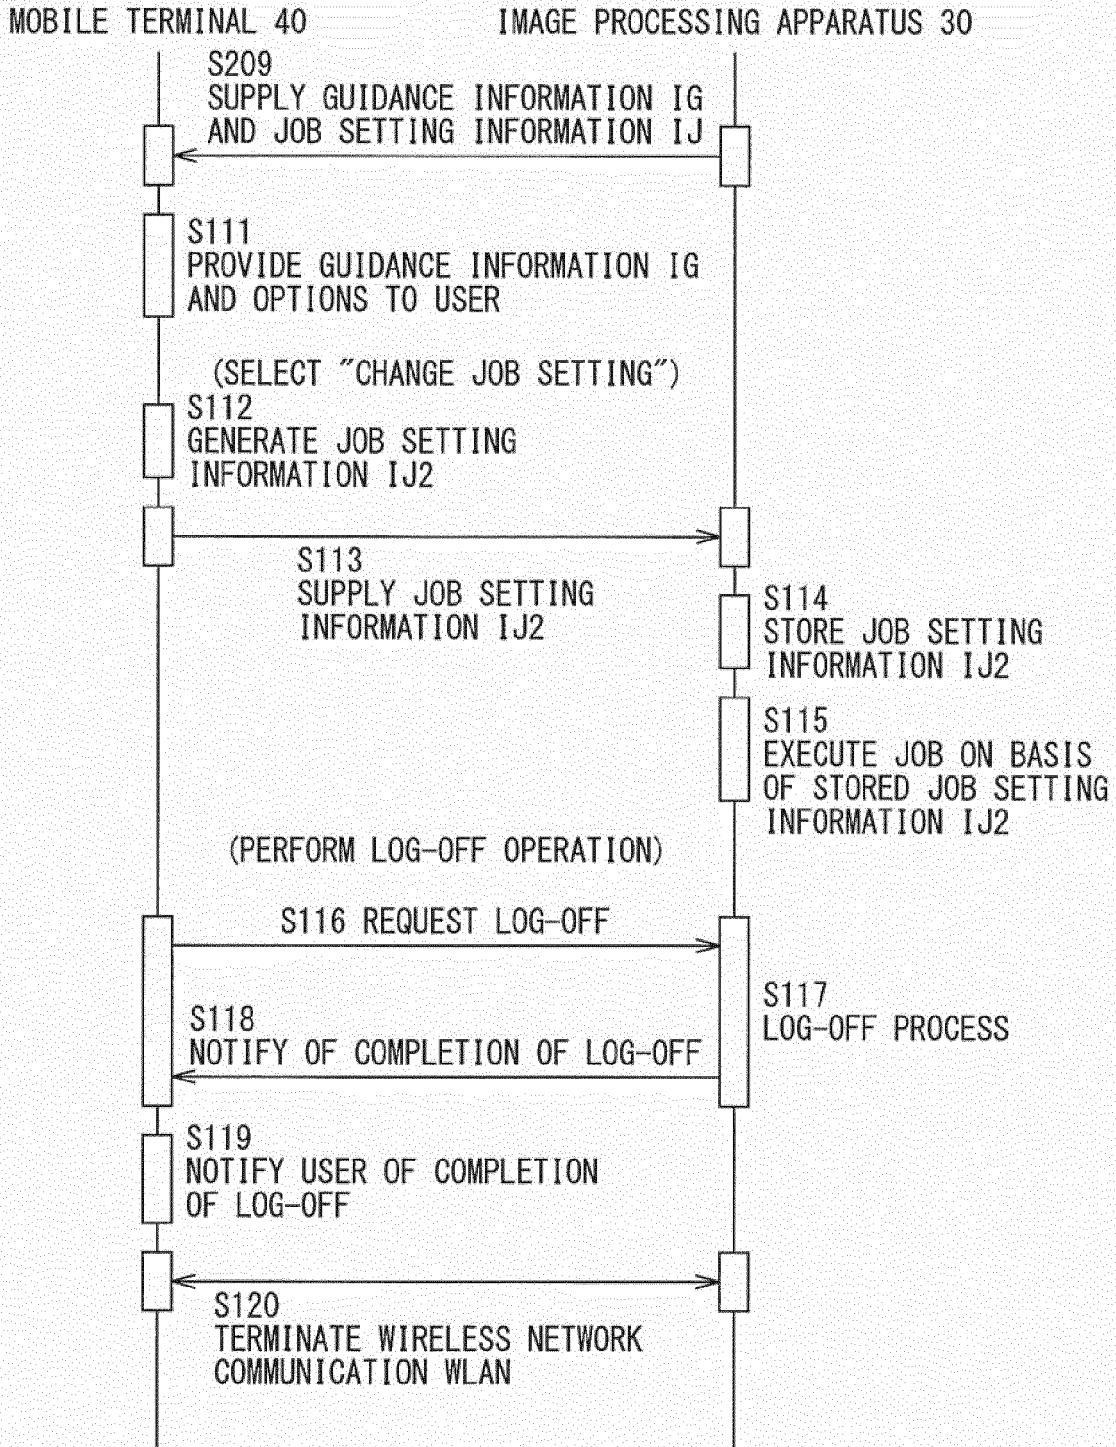 MOBILE TERMINAL 40
IMAGE PROCESSING APPARATUS 30
S209
SUPPLY GUIDANCE INFORMATION IG
AND JOB SETTING INFORMATION IJ
S111
PROVIDE GUIDANCE INFORMATION IG
AND OPTIONS TO USER
(SELECT ″CHANGE JOB SETTING″)
S112
GENERATE JOB SETTING
INFORMATION IJ2
S113
SUPPLY JOB SETTING
INFORMATION IJ2
S114
STORE JOB SETTING
INFORMATION IJ2
S115
EXECUTE JOB ON BASIS
OF STORED JOB SETTING
INFORMATION IJ2
(PERFORM LOG-OFF OPERATION)
S116 REQUEST LOG-OFF
S117
LOG-OFF PROCESS
S118
NOTIFY OF COMPLETION OF LOG-OFF
S119
NOTIFY USER OF COMPLETION
OF LOG-OFF
S120
TERMINATE WIRELESS NETWORK
COMMUNICATION WLAN